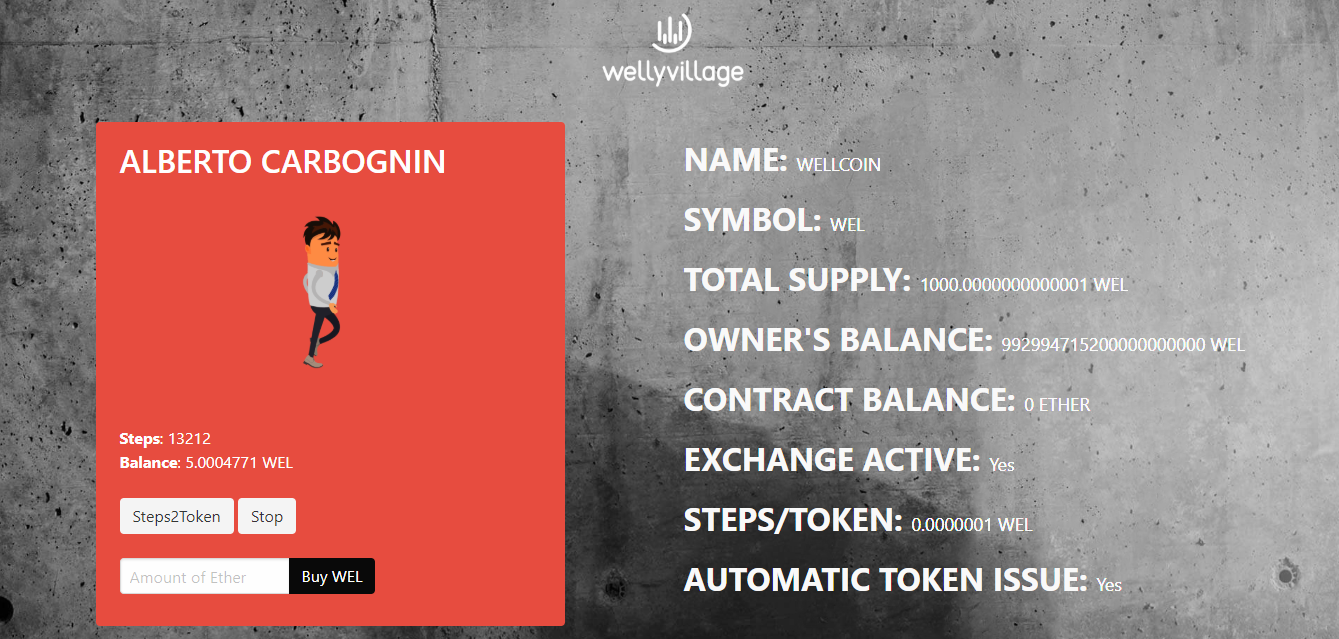 wellyvillage
ALBERTO CARBOGNIN
Steps: 13212
Balance: 5.0004771 WEL
Steps2Token
Stop
Amount of Ether
Buy WEL
NAME: WELLCOIN
SYMBOL: WEL
TOTAL SUPPLY: 1000.0000000000001 WEL
OWNER'S BALANCE: 992994715200000000000 WEL
CONTRACT BALANCE: 0 ETHER
EXCHANGE ACTIVE: Yes
STEPS/TOKEN: 0.0000001 WEL
AUTOMATIC TOKEN ISSUE: Yes